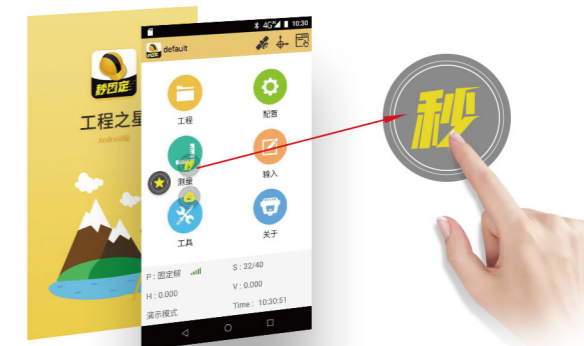 秒固定
工程之星
Android版
4G 10:30
default
工程
配置
测量
秒
输入
工具
关于
P : 固定解
S : 32/40
H : 0.000
V : 0.000
演示模式
Time : 10:30:51
秒